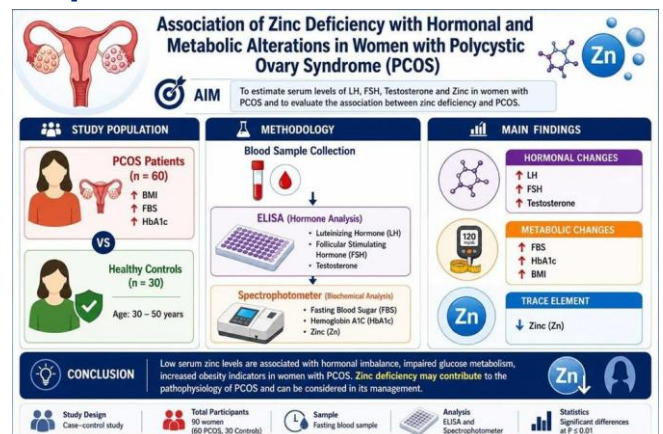 Association of Zinc Deficiency with Hormonal and
Metabolic Alterations in Women with Polycystic
Ovary Syndrome (PCOS)
Zn
AIM
To estimate serum levels of LH, FSH, Testosterone and Zinc in women with
PCOS and to evaluate the association between zinc deficiency and PCOS.
STUDY POPULATION
PCOS Patients
(n = 60)
↑ BMI
↑ FBS
↑ HbA1c
VS
Healthy Controls
(n = 30)
Age: 30 – 50 years
METHODOLOGY
Blood Sample Collection
ELISA (Hormone Analysis)
• Luteinizing Hormone (LH)
• Follicular Stimulating
Hormone (FSH)
• Testosterone
Spectrophotometer (Biochemical Analysis)
• Fasting Blood Sugar (FBS)
• Hemoglobin A1C (HbA1c)
• Zinc (Zn)
MAIN FINDINGS
HORMONAL CHANGES
↑ LH
↑ FSH
↑ Testosterone
120
METABOLIC CHANGES
↑ FBS
↑ HbA1c
↑ BMI
Zn
TRACE ELEMENT
↓ Zinc (Zn)
CONCLUSION
Low serum zinc levels are associated with hormonal imbalance, impaired glucose metabolism,
increased obesity indicators in women with PCOS. Zinc deficiency may contribute to the
pathophysiology of PCOS and can be considered in its management.
Zn
Study Design
Case–control study
Total Participants
90 women
(60 PCOS, 30 Controls)
Sample
Fasting blood sample
Analysis
ELISA and
Spectrophotometer
Statistics
Significant differences
at P ≤ 0.01